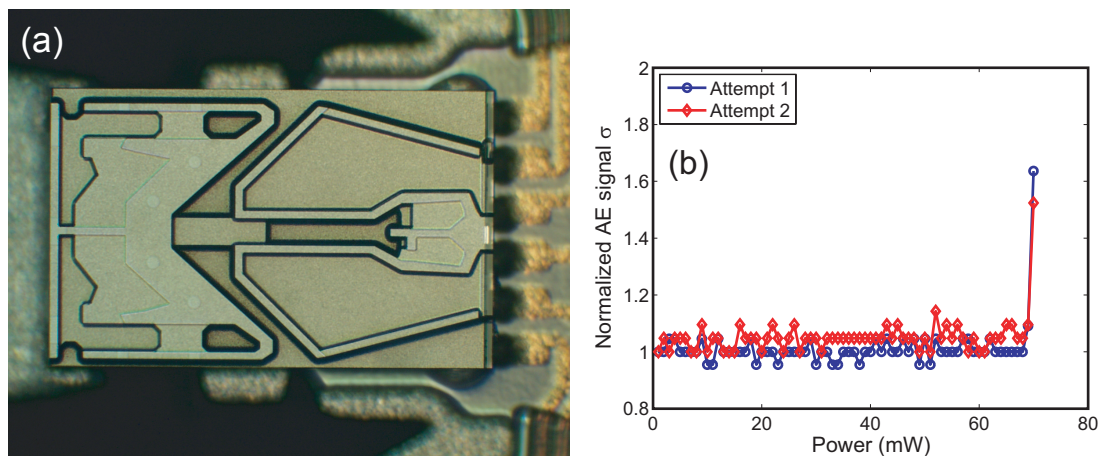 (a)
2
1.8
1.6
1.4
1.2
1
0.8
0
20
40
60
80
Normalized AE signal σ
Power (mW)
Attempt 1
Attempt 2
(b)